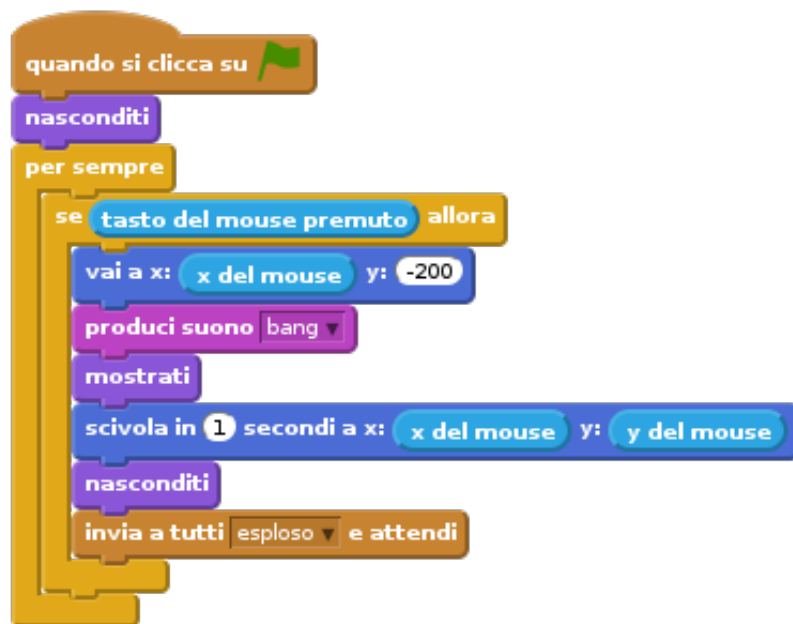 quando si clicca su
nasconditi
per sempre
se tasto del mouse premuto allora
vai a x: x del mouse y: -200
produci suono bang
mostrati
scivola in 1 secondi a x: x del mouse y: y del mouse
nasconditi
invia a tutti esploso e attendi